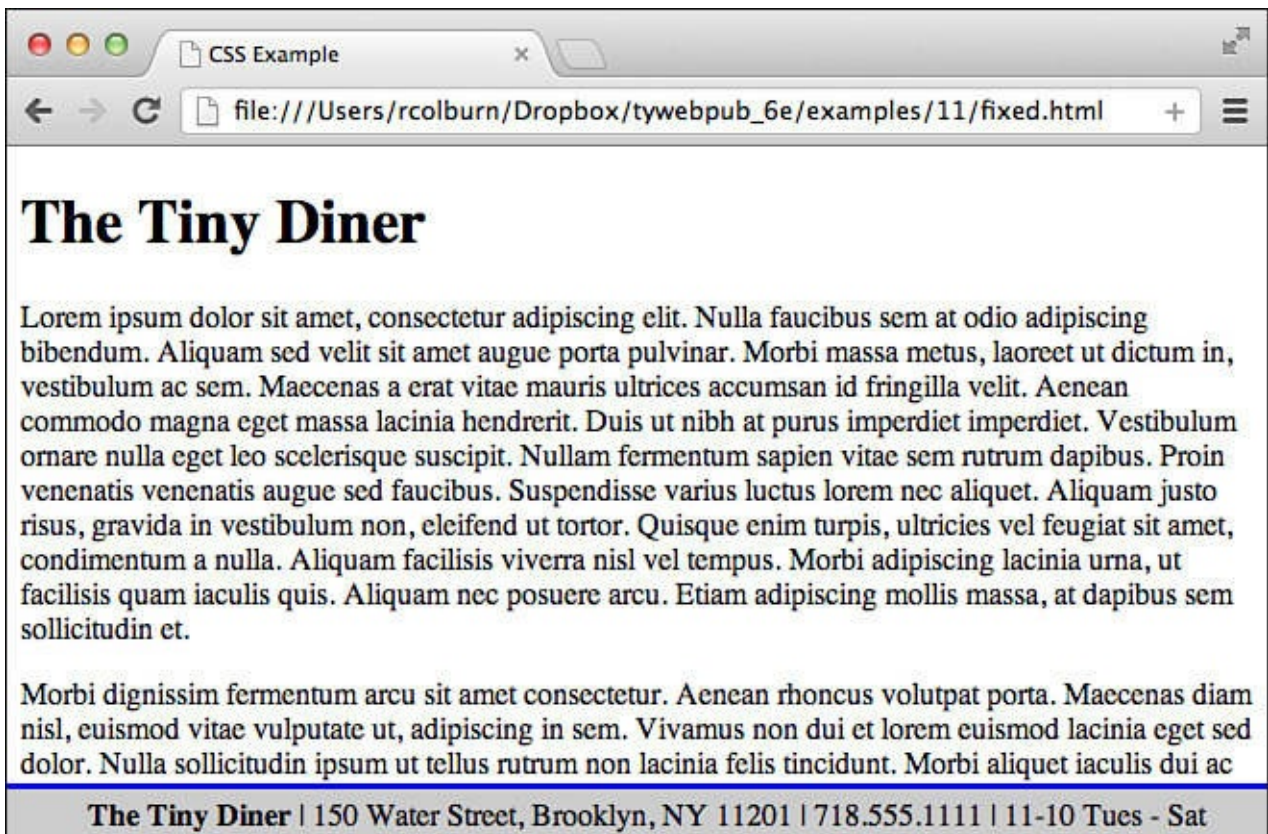 CSS Example
file:///Users/rcolburn/Dropbox/tywebpub_6e/examples/11/fixed.html
The Tiny Diner
Lorem ipsum dolor sit amet, consectetur adipiscing elit. Nulla faucibus sem at odio adipiscing
bibendum. Aliquam sed velit sit amet augue porta pulvinar. Morbi massa metus, laoreet ut dictum in,
vestibulum ac sem. Maecenas a erat vitae mauris ultrices accumsan id fringilla velit. Aenean
commodo magna eget massa lacinia hendrerit. Duis ut nibh at purus imperdiet imperdiet. Vestibulum
ornare nulla eget leo scelerisque suscipit. Nullam fermentum sapien vitae sem rutrum dapibus. Proin
venenatis venenatis augue sed faucibus. Suspendisse varius luctus lorem nec aliquet. Aliquam justo
risus, gravida in vestibulum non, eleifend ut tortor. Quisque enim turpis, ultricies vel feugiat sit amet,
condimentum a nulla. Aliquam facilisis viverra nisl vel tempus. Morbi adipiscing lacinia urna, ut
facilisis quam iaculis quis. Aliquam nec posuere arcu. Etiam adipiscing mollis massa, at dapibus sem
sollicitudin et.
Morbi dignissim fermentum arcu sit amet consectetur. Aenean rhoncus volutpat porta. Maecenas diam
nisl, euismod vitae vulputate ut, adipiscing in sem. Vivamus non dui et lorem euismod lacinia eget sed
dolor. Nulla sollicitudin ipsum ut tellus rutrum non lacinia felis tincidunt. Morbi aliquet iaculis dui ac
The Tiny Diner | 150 Water Street, Brooklyn, NY 11201 | 718.555.1111 | 11-10 Tues - Sat